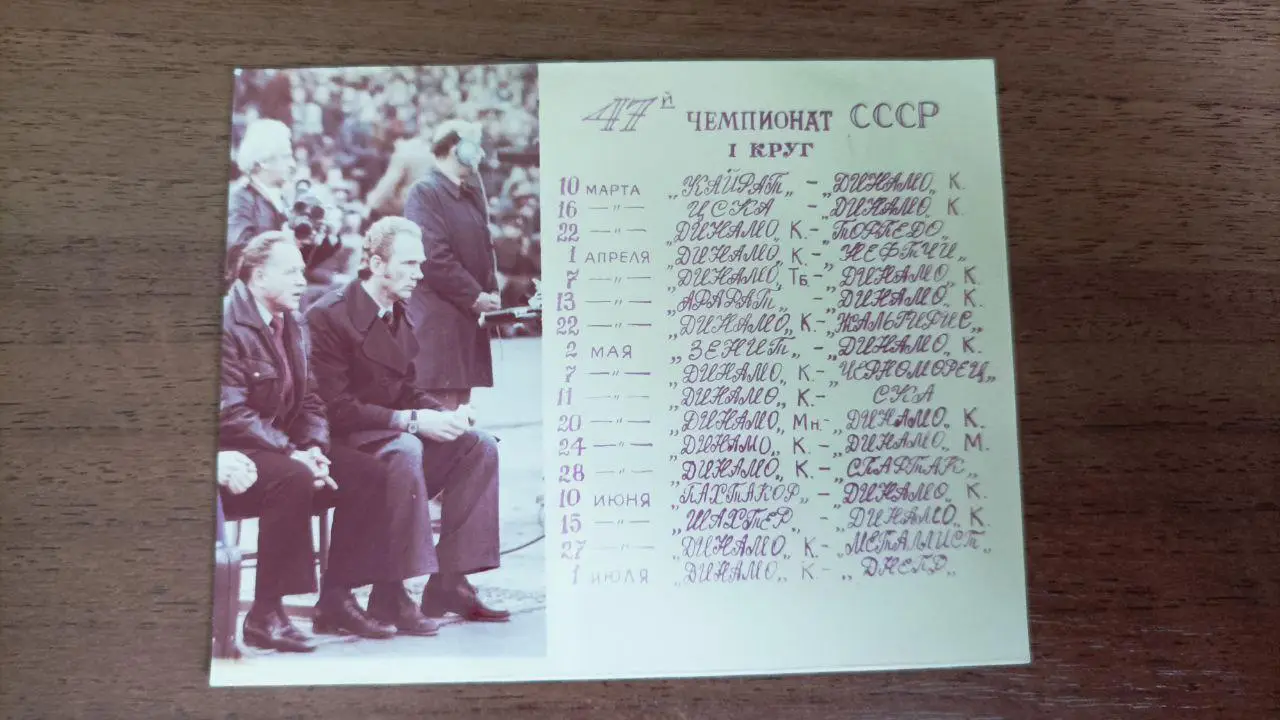 47й ЧЕМПИОНАТ СССР
I КРУГ
10 МАРТА „КАЙРАТ„ - „ДИНАМО„ К.
16 —"— ЦСКА - „ДИНАМО„ К.
22 —"— „ДИНАМО„ К.- „ТОРПЕДО„
1 АПРЕЛЯ „ДИНАМО„ К.- „НЕФТЧИ„
7 —"— „ДИНАМО„ Тб.- „ДИНАМО„ К.
13 —"— „АРАРАТ„ - „ДИНАМО„ К.
22 —"— „ДИНАМО„ К.- „ЖАЛЬГИРИС„
2 МАЯ „ЗЕНИТ„ - „ДИНАМО„ К.
7 —"— „ДИНАМО„ К.- „ЧЕРНОМОРЕЦ„
11 —"— „ДИНАМО„ К.- СКА
20 —"— „ДИНАМО„ Мн.- „ДИНАМО„ К.
24 —"— „ДИНАМО„ К.- „ДИНАМО„ М.
28 —"— „ДИНАМО„ К.- „СПАРТАК„
10 ИЮНЯ „ПАХТАКОР„ - „ДИНАМО„ К.
15 —"— „ШАХТЕР„ - „ДИНАМО„ К.
27 —"— „ДИНАМО„ К.- „МЕТАЛЛИСТ„
1 ИЮЛЯ „ДИНАМО„ К.- „ДНЕПР„